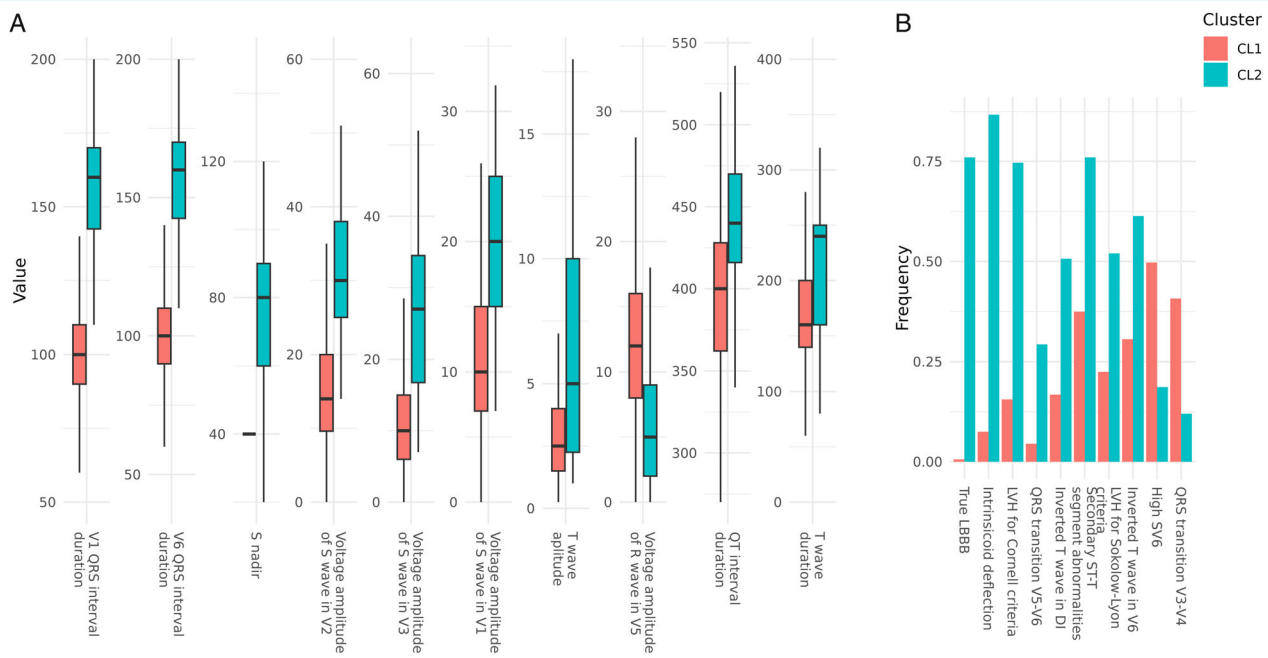 A
B
Cluster
CL1
CL2
Value
200
150
100
50
200
150
100
50
120
80
40
60
40
20
0
60
40
20
0
30
20
10
0
15
10
5
0
30
20
10
0
550
500
450
400
350
300
400
300
200
100
0
V1 QRS interval
duration
V6 QRS interval
duration
S nadir
Voltage amplitude
of S wave in V2
Voltage amplitude
of S wave in V3
Voltage amplitude
of S wave in V1
T wave
aplitude
Voltage amplitude
of R wave in V5
QT interval
duration
T wave
duration
Frequency
0.75
0.50
0.25
0.00
True LBBB
Intrinsicoid deflection
LVH for Cornell criteria
QRS transition V5-V6
Inverted T wave in DI
Secondary ST-T
segment abnormalities
LVH for Sokolow-Lyon
criteria
Inverted T wave in V6
High SV6
QRS transition V3-V4